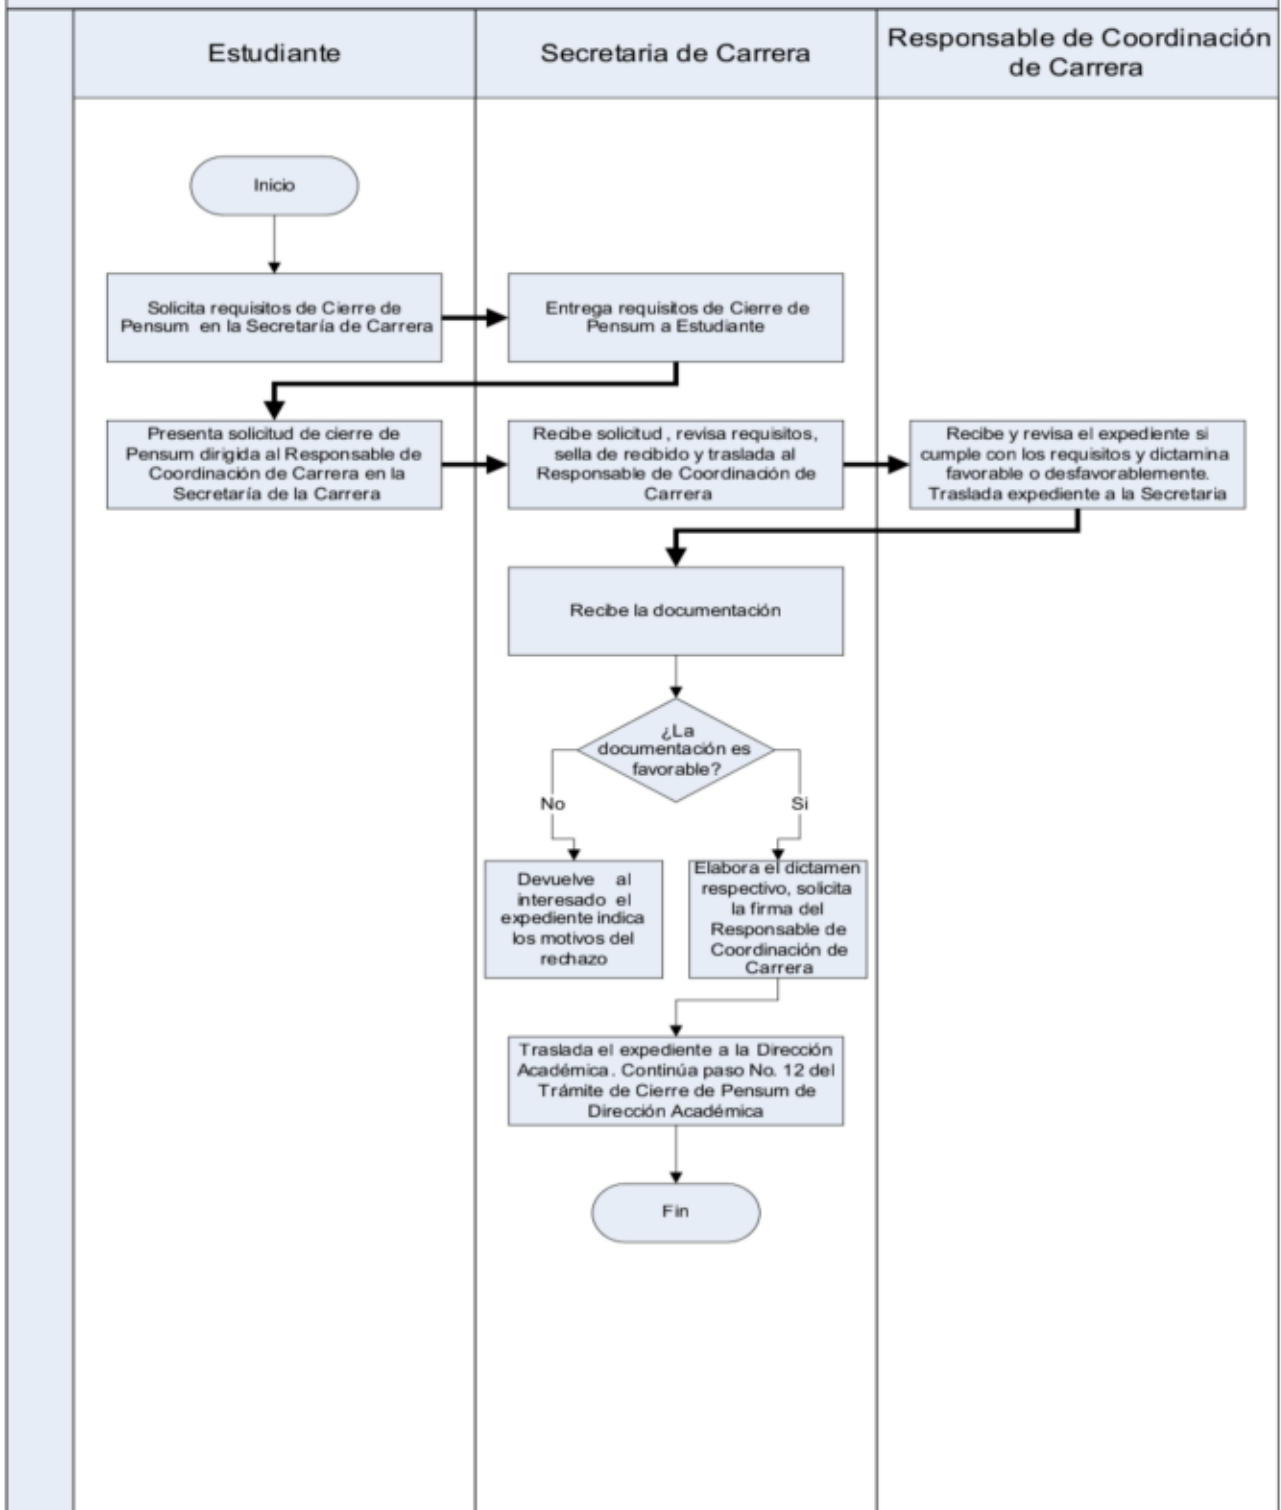 Estudiante
Secretaria de Carrera
Responsable de Coordinación
de Carrera
Inicio
Solicita requisitos de Cierre de
Pensum en la Secretaría de Carrera
Entrega requisitos de Cierre de
Pensum a Estudiante
Presenta solicitud de cierre de
Pensum dirigida al Responsable de
Coordinación de Carrera en la
Secretaría de la Carrera
Recibe solicitud, revisa requisitos,
sella de recibido y traslada al
Responsable de Coordinación de
Carrera
Recibe y revisa el expediente si
cumple con los requisitos y dictamina
favorable o desfavorablemente.
Traslada expediente a la Secretaria
Recibe la documentación
¿La
documentación es
favorable?
No
Si
Devuelve al
interesado el
expediente indica
los motivos del
rechazo
Elabora el dictamen
respectivo, solicita
la firma del
Responsable de
Coordinación de
Carrera
Traslada el expediente a la Dirección
Académica. Continúa paso No. 12 del
Trámite de Cierre de Pensum de
Dirección Académica
Fin